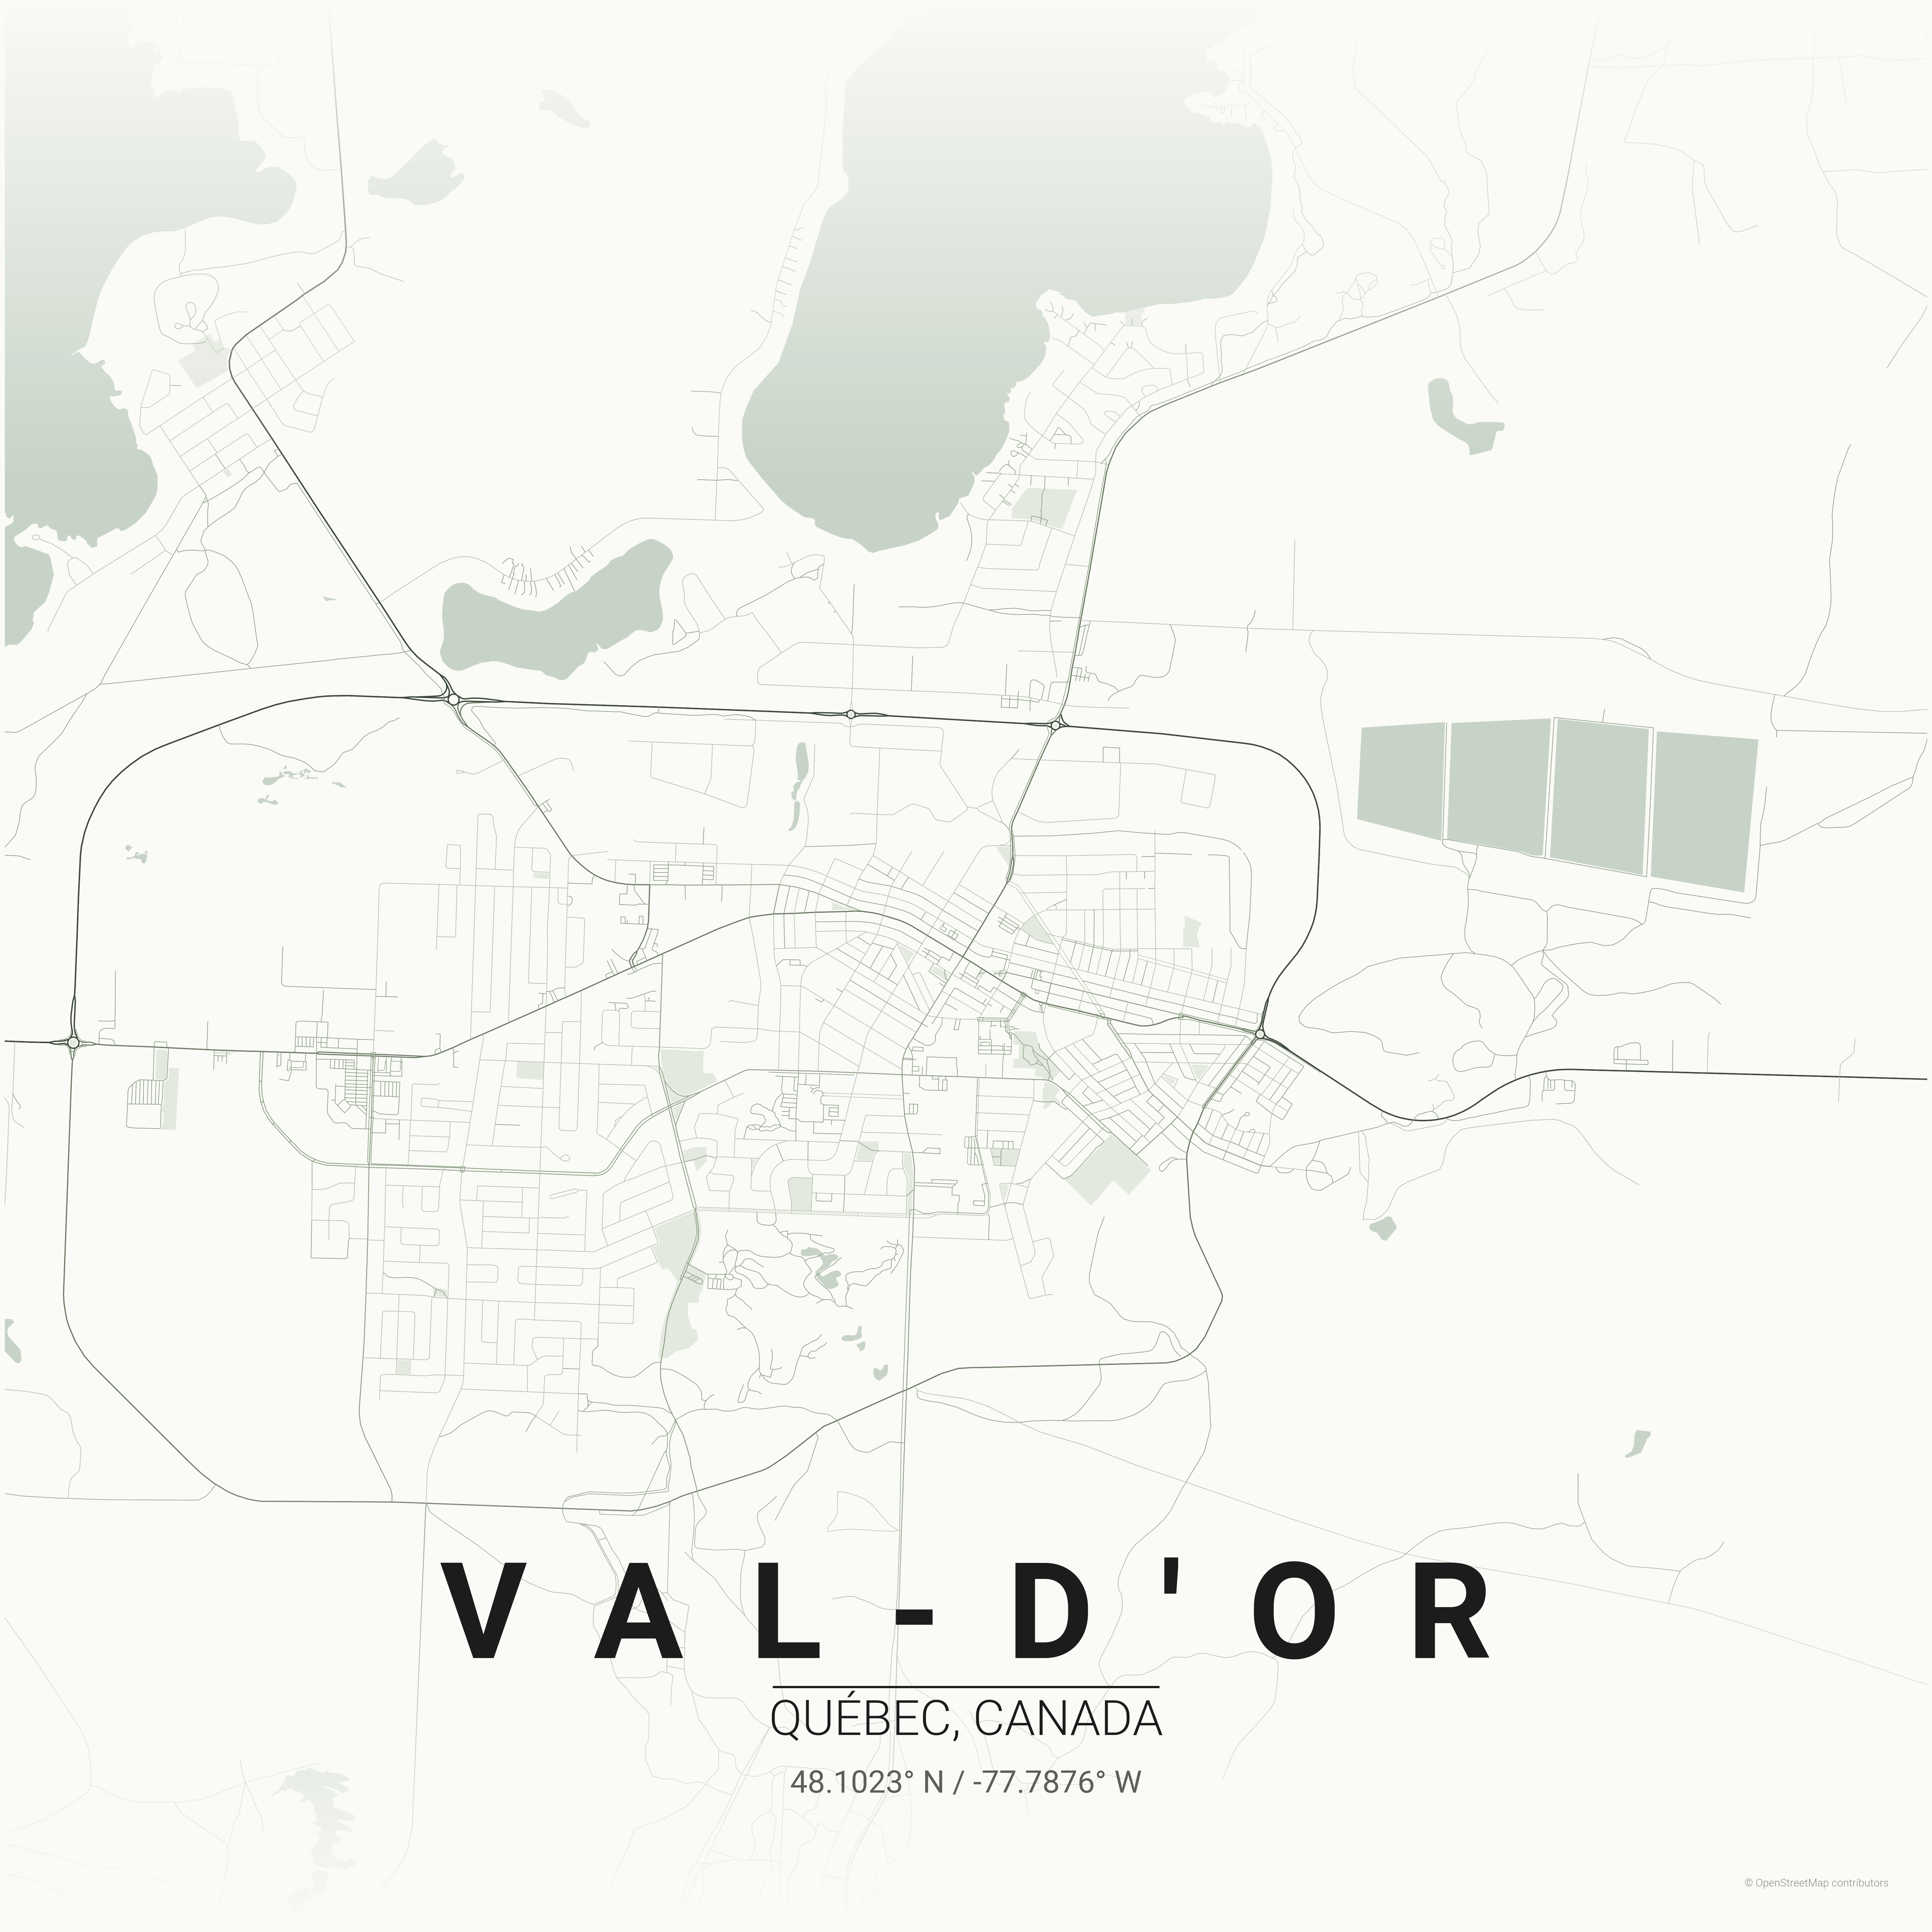 VAL-D'OR
QUÉBEC, CANADA
48.1023° N / -77.7876° W
© OpenStreetMap contributors